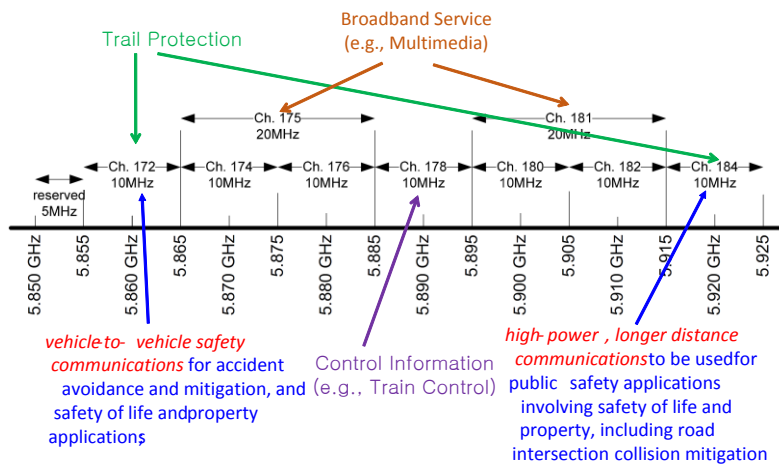 Broadband Service
(e.g., Multimedia)
Trail Protection
Ch. 175
20MHz
Ch. 181
20MHz
reserved
5MHz
Ch. 172
10MHz
Ch. 174
10MHz
Ch. 176
10MHz
Ch. 178
10MHz
Ch. 180
10MHz
Ch. 182
10MHz
Ch. 184
10MHz
5.850 GHz
5.855
5.860 GHz
5.865
5.870 GHz
5.875
5.880 GHz
5.885
5.890 GHz
5.895
5.900 GHz
5.905
5.910 GHz
5.915
5.920 GHz
5.925
vehicle-to- vehicle safety
communications for accident
avoidance and mitigation, and
safety of life andproperty
applications;
Control Information
(e.g., Train Control)
high-power , longer distance
communicationsto be usedfor
public safety applications
involving safety of life and
property, including road
intersection collision mitigation